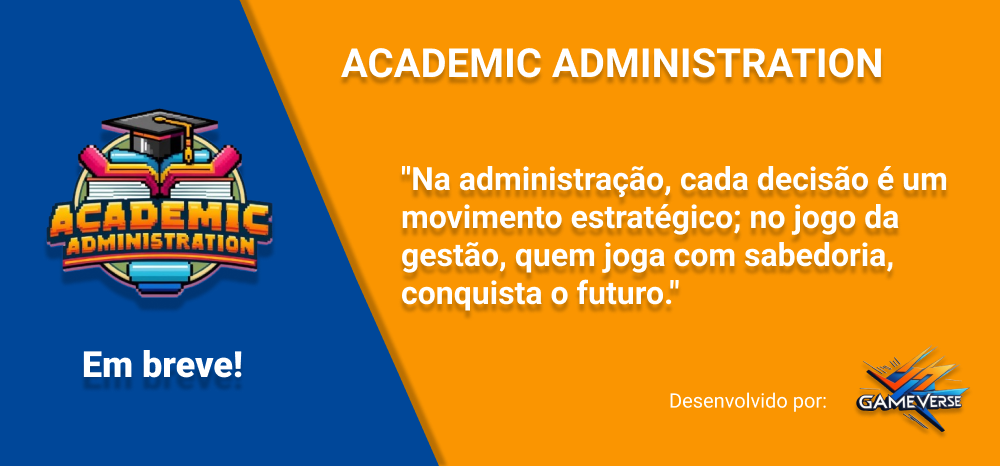 ACADEMIC ADMINISTRATION
ACADEMIC
ADMINISTRATION
Em breve!
"Na administração, cada decisão é um
movimento estratégico; no jogo da
gestão, quem joga com sabedoria,
conquista o futuro."
Desenvolvido por:
GAMEVERSE